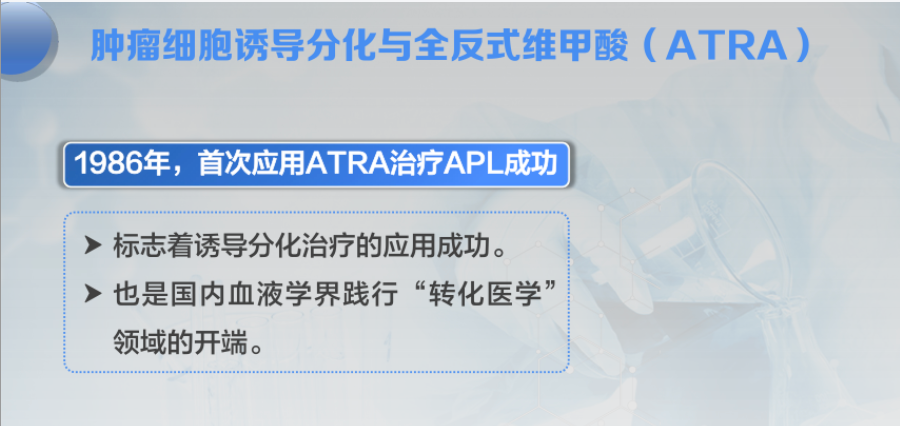 肿瘤细胞诱导分化与全反式维甲酸（ATRA）
1986年，首次应用ATRA治疗APL成功
➤ 标志着诱导分化治疗的应用成功。
➤ 也是国内血液学界践行“转化医学”
领域的开端。